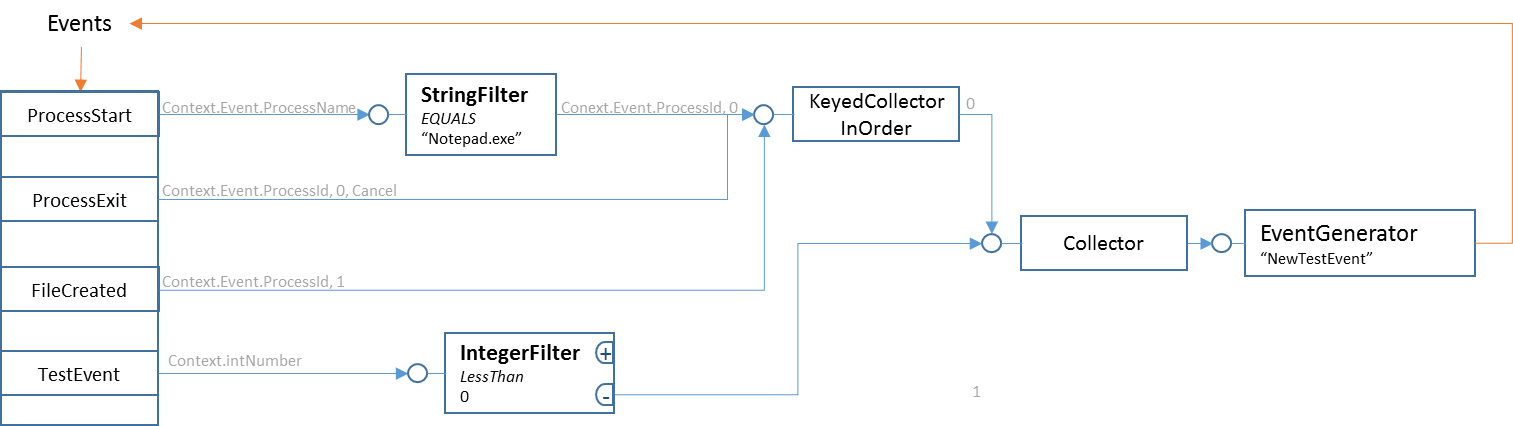 Events
ProcessStart
Context.Event.ProcessName
StringFilter
EQUALS
“Notepad.exe”
Conext.Event.ProcessId, 0
KeyedCollector
InOrder
0
ProcessExit
Context.Event.ProcessId, 0, Cancel
Collector
EventGenerator
“NewTestEvent”
FileCreated
Context.Event.ProcessId, 1
TestEvent
Context.intNumber
IntegerFilter
LessThan
0
+
-
1